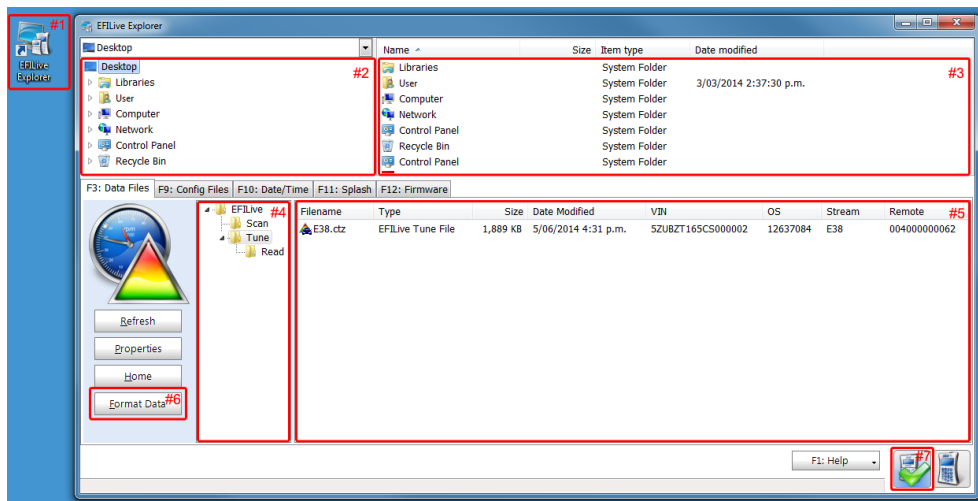 #1
EFILive
Explorer
EFILive Explorer
Desktop
Name Size Item type Date modified
Desktop #2
Libraries
User
Computer
Network
Control Panel
Recycle Bin
Libraries System Folder #3
User System Folder 3/03/2014 2:37:30 p.m.
Computer System Folder
Network System Folder
Control Panel System Folder
Recycle Bin System Folder
Control Panel System Folder
F3: Data Files F9: Config Files F10: Date/Time F11: Splash F12: Firmware
rpm
Refresh
Properties
Home
Format Data #6
EFILive #4
Scan
Tune
Read
Filename Type Size Date Modified VIN OS Stream Remote #5
E38.ctz EFILive Tune File 1,889 KB 5/06/2014 4:31 p.m. 5ZUBZT165CS000002 12637084 E38 004000000062
F1: Help #7